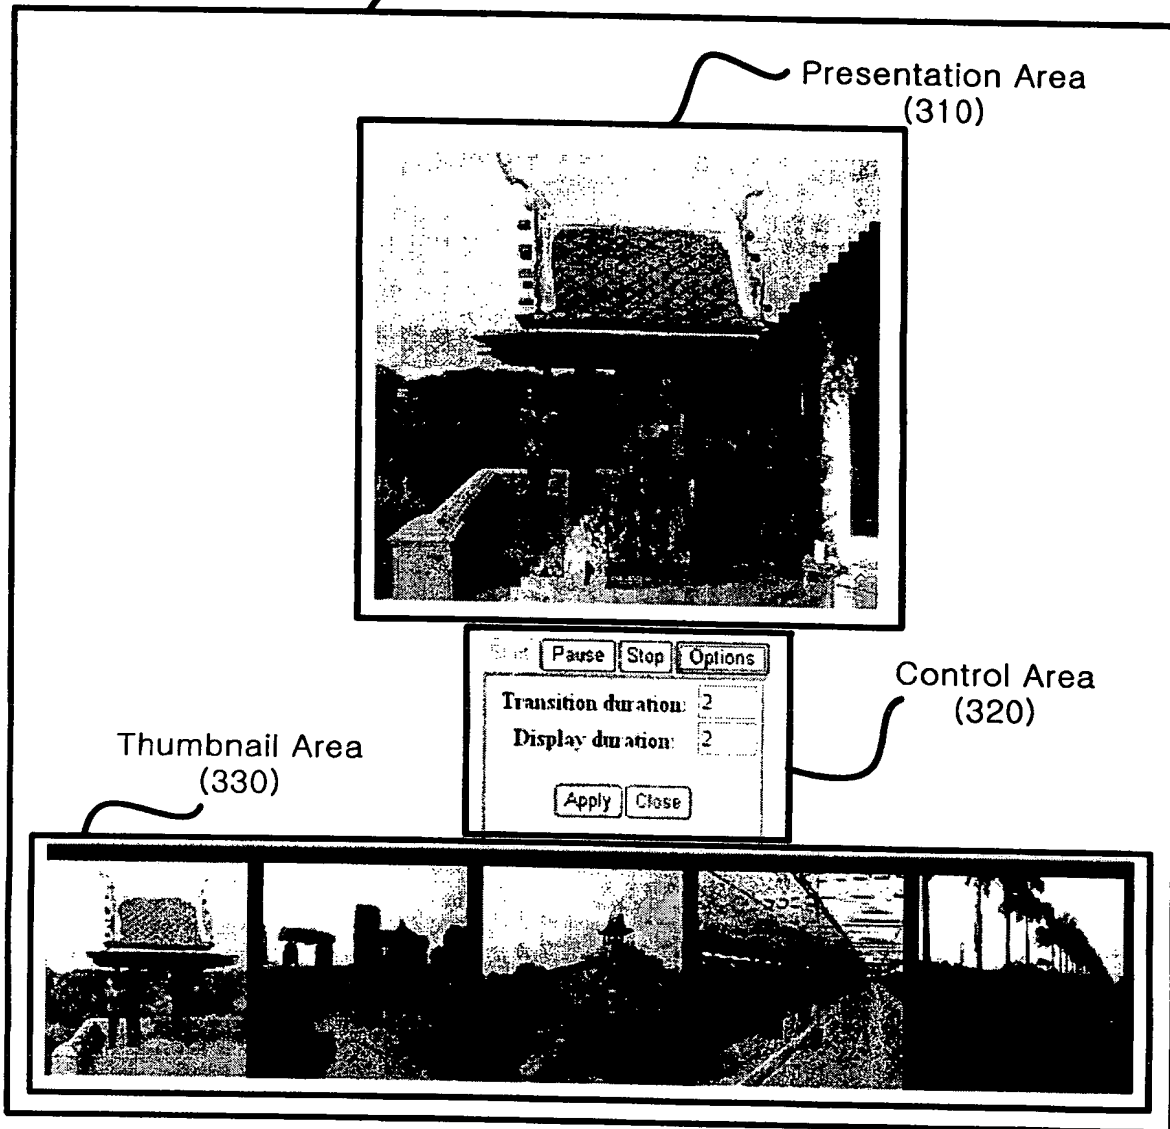 Presentation Area
(310)
Start Pause Stop Options
Transition duration: 2
Display duration: 2
Control Area
(320)
Apply Close
Thumbnail Area
(330)